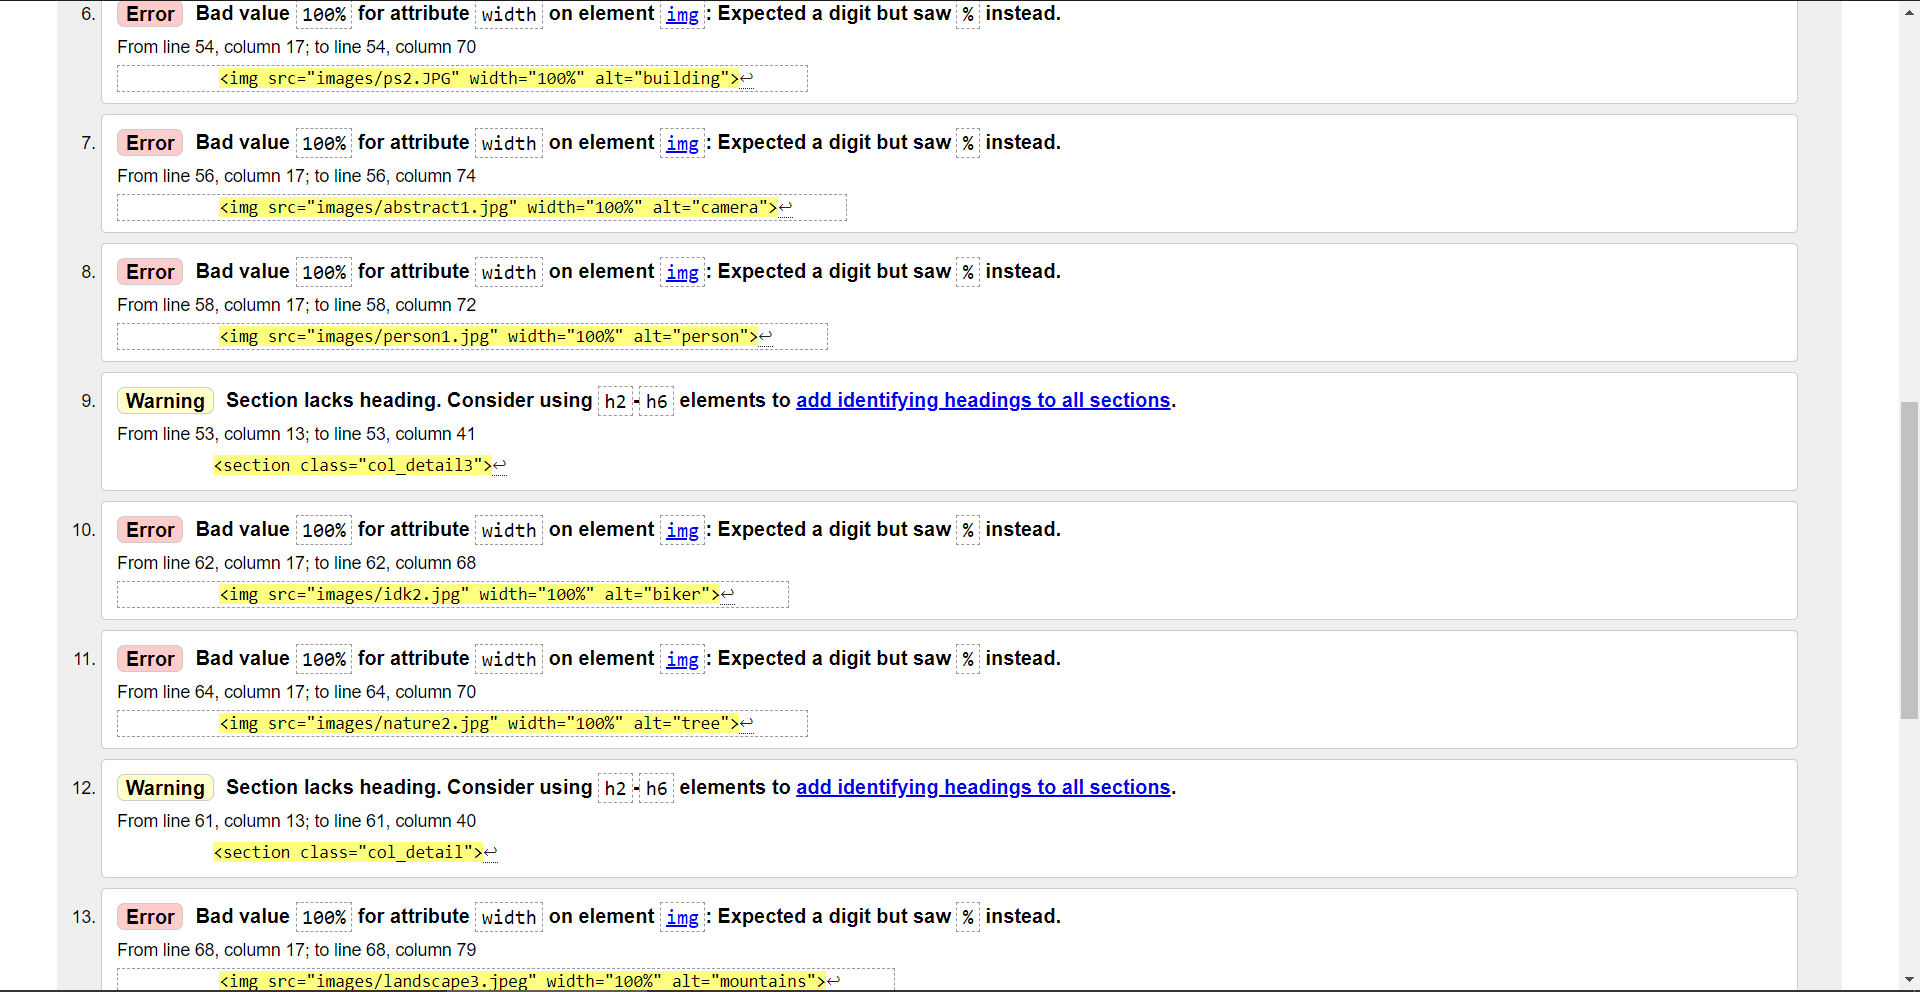 6. Error Bad value 100% for attribute width on element img: Expected a digit but saw % instead.
From line 54, column 17; to line 54, column 70
<img src="images/ps2.JPG" width="100%" alt="building">↩
7. Error Bad value 100% for attribute width on element img: Expected a digit but saw % instead.
From line 56, column 17; to line 56, column 74
<img src="images/abstract1.jpg" width="100%" alt="camera">↩
8. Error Bad value 100% for attribute width on element img: Expected a digit but saw % instead.
From line 58, column 17; to line 58, column 72
<img src="images/person1.jpg" width="100%" alt="person">↩
9. Warning Section lacks heading. Consider using h2-h6 elements to add identifying headings to all sections.
From line 53, column 13; to line 53, column 41
<section class="col_detail3">↩
10. Error Bad value 100% for attribute width on element img: Expected a digit but saw % instead.
From line 62, column 17; to line 62, column 68
<img src="images/idk2.jpg" width="100%" alt="biker">↩
11. Error Bad value 100% for attribute width on element img: Expected a digit but saw % instead.
From line 64, column 17; to line 64, column 70
<img src="images/nature2.jpg" width="100%" alt="tree">↩
12. Warning Section lacks heading. Consider using h2-h6 elements to add identifying headings to all sections.
From line 61, column 13; to line 61, column 40
<section class="col_detail">↩
13. Error Bad value 100% for attribute width on element img: Expected a digit but saw % instead.
From line 68, column 17; to line 68, column 79
<img src="images/landscape3.jpeg" width="100%" alt="mountains">↩